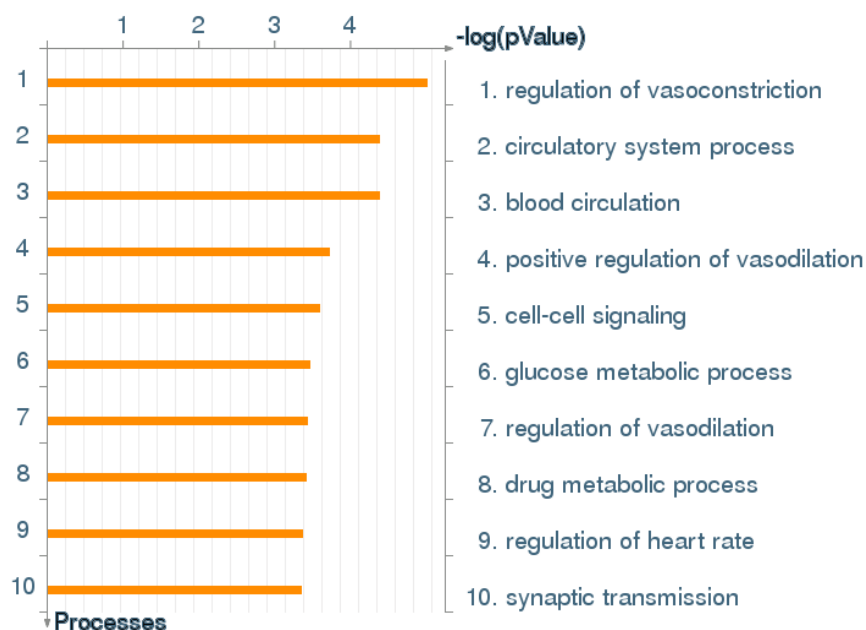 1 2 3 4 -log(pValue)
1 1. regulation of vasoconstriction
2 2. circulatory system process
3 3. blood circulation
4 4. positive regulation of vasodilation
5 5. cell-cell signaling
6 6. glucose metabolic process
7 7. regulation of vasodilation
8 8. drug metabolic process
9 9. regulation of heart rate
10 10. synaptic transmission
Processes